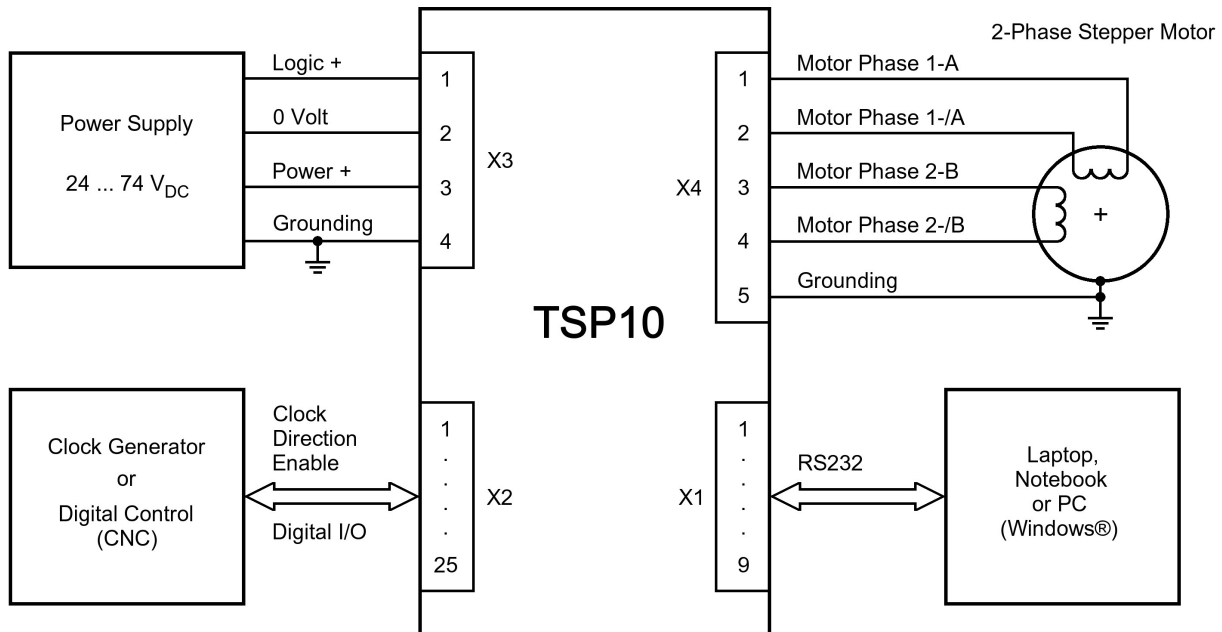 2-Phase Stepper Motor
Power Supply
24 ... 74 VDC
Logic +
0 Volt
Power +
Grounding
1
2
3
4
X3
TSP10
X4
1
2
3
4
5
Motor Phase 1-A
Motor Phase 1-/A
Motor Phase 2-B
Motor Phase 2-/B
Grounding
+
Clock Generator
or
Digital Control
(CNC)
Clock
Direction
Enable
Digital I/O
1
.
.
.
.
25
X2
X1
1
.
.
.
.
9
RS232
Laptop,
Notebook
or PC
(Windows®)